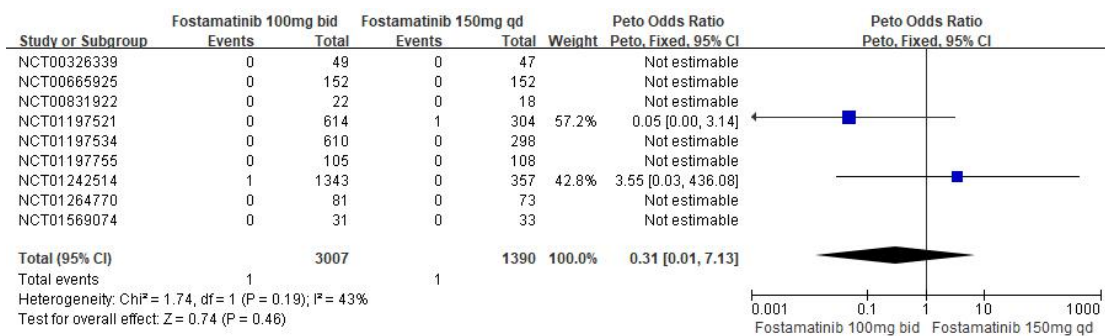 Fostamatinib 100mg bid Fostamatinib 150mg qd Peto Odds Ratio Peto Odds Ratio
Study or Subgroup Events Total Events Total Weight Peto, Fixed, 95% CI Peto, Fixed, 95% CI
NCT00326339 0 49 0 47 Not estimable
NCT00665925 0 152 0 152 Not estimable
NCT00831922 0 22 0 18 Not estimable
NCT01197521 0 614 1 304 57.2% 0.05 [0.00, 3.14]
NCT01197534 0 610 0 298 Not estimable
NCT01197755 0 105 0 108 Not estimable
NCT01242514 1 1343 0 357 42.8% 3.55 [0.03, 436.08]
NCT01264770 0 81 0 73 Not estimable
NCT01569074 0 31 0 33 Not estimable
Total (95% CI) 3007 1390 100.0% 0.31 [0.01, 7.13]
Total events 1 1
Heterogeneity: Chi² = 1.74, df = 1 (P = 0.19); I² = 43%
Test for overall effect: Z = 0.74 (P = 0.46)
0.001 0.1 1 10 1000
Fostamatinib 100mg bid Fostamatinib 150mg qd